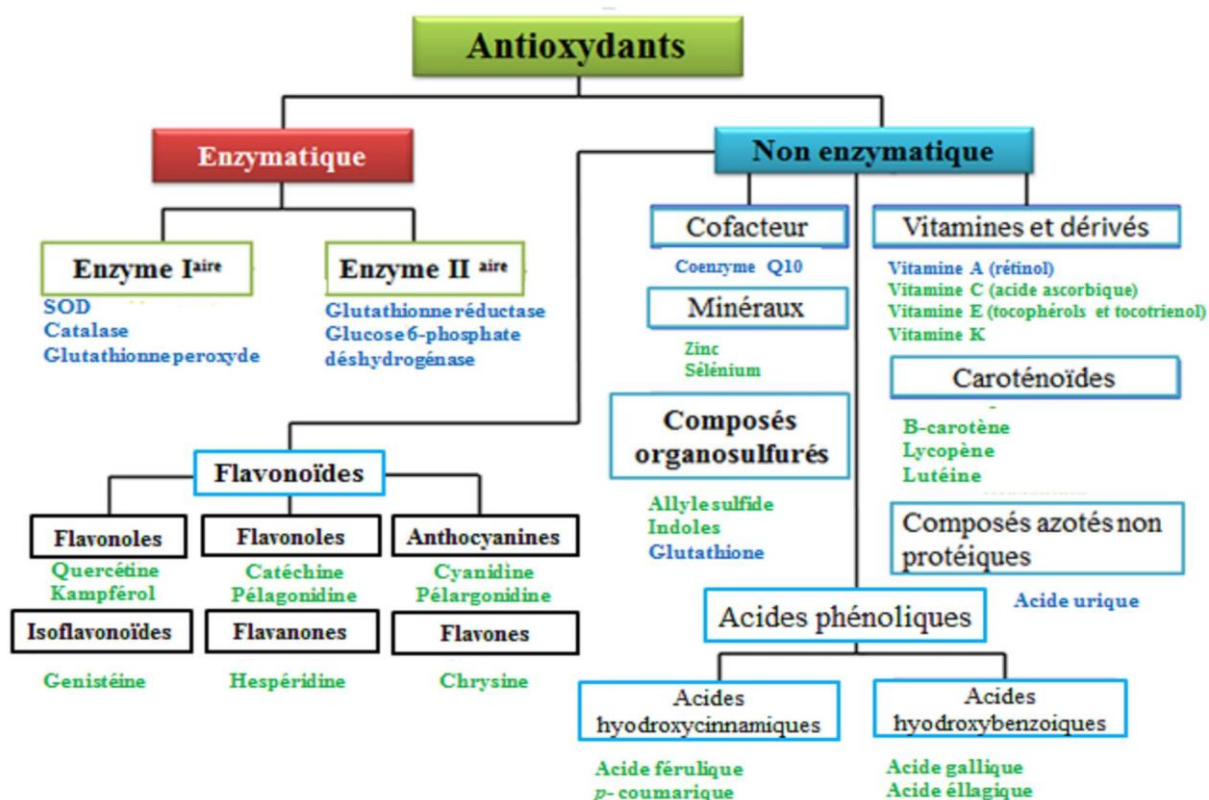 Antioxydants
Enzymatique
Non enzymatique
Enzyme Iaire
SOD
Catalase
Glutathionne peroxyde
Enzyme II aire
Glutathionne réductase
Glucose 6-phosphate
déshydrogénase
Cofacteur
Coenzyme Q10
Minéraux
Zinc
Sélénium
Composés
organosulfurés
Allyle sulfide
Indoles
Glutathione
Vitamines et dérivés
Vitamine A (rétinol)
Vitamine C (acide ascorbique)
Vitamine E (tocophérols et tocotrienol)
Vitamine K
Caroténoïdes
B-carotène
Lycopène
Lutéine
Composés azotés non
protéiques
Acide urique
Flavonoïdes
Flavonoles
Quercétine
Kampférol
Flavonoles
Catéchine
Pélagonidine
Anthocyanines
Cyanidine
Pélargonidine
Isoflavonoïdes
Genistéine
Flavanones
Hespéridine
Flavones
Chrysine
Acides phénoliques
Acides
hyodroxycinnamiques
Acide férulique
p- coumarique
Acides
hyodroxybenzoiques
Acide gallique
Acide éllagique